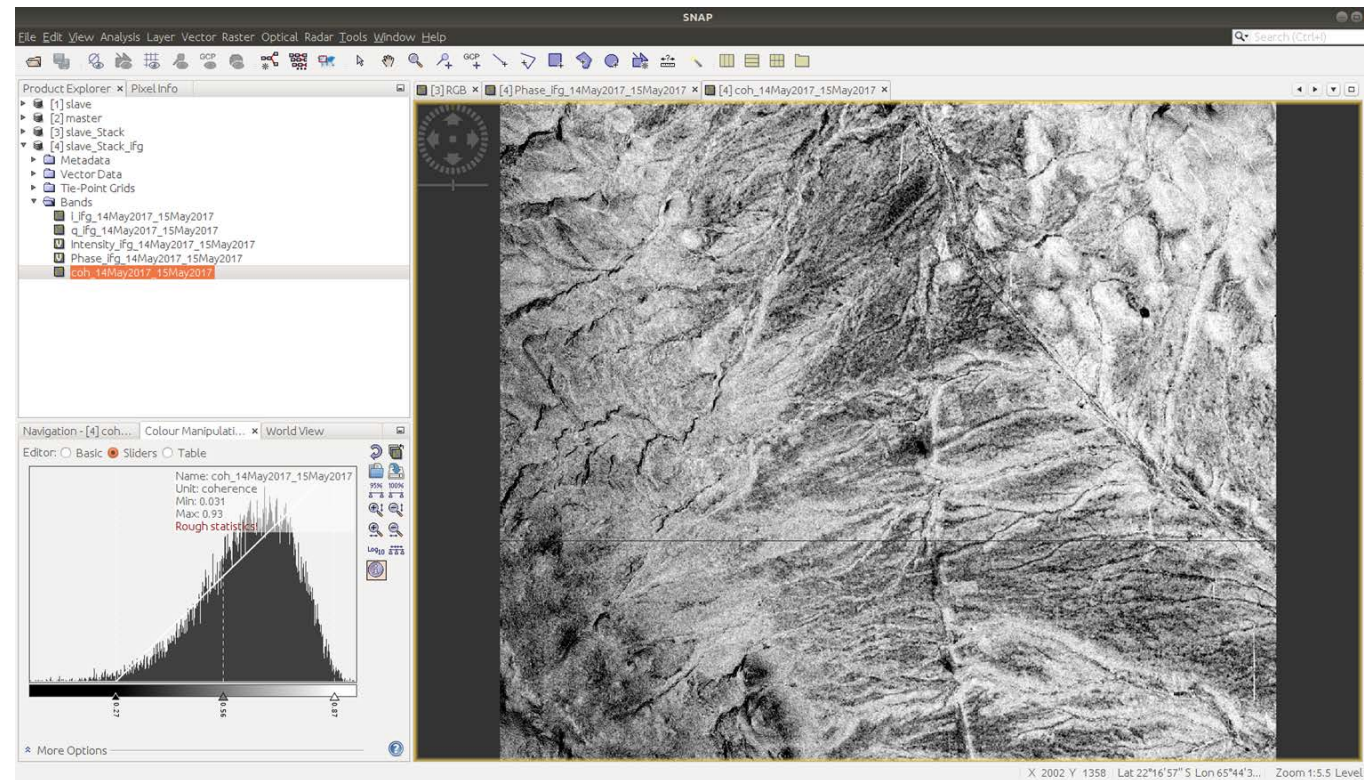 SNAP
File Edit View Analysis Layer Vector Raster Optical Radar Tools Window Help
Search (Ctrl+I)
GCP GCP
Product Explorer × Pixel Info
[3] RGB × [4] Phase_ifg_14May2017_15May2017 × [4] coh_14May2017_15May2017 ×
[1] slave
[2] master
[3] slave_Stack
[4] slave_Stack_Ifg
Metadata
Vector Data
Tie-Point Grids
Bands
i_ifg_14May2017_15May2017
q_ifg_14May2017_15May2017
Intensity_ifg_14May2017_15May2017
Phase_ifg_14May2017_15May2017
coh_14May2017_15May2017
Navigation - [4] coh... Colour Manipulati... × World View
Editor: Basic Sliders Table
Name: coh_14May2017_15May2017
Unit: coherence
Min: 0.031
Max: 0.93
Rough statistics!
95% 100%
Log10
0.27 0.56 0.87
More Options
X 2002 Y 1358 Lat 22°16'57" S Lon 65°44'3... Zoom 1:5.5 Level